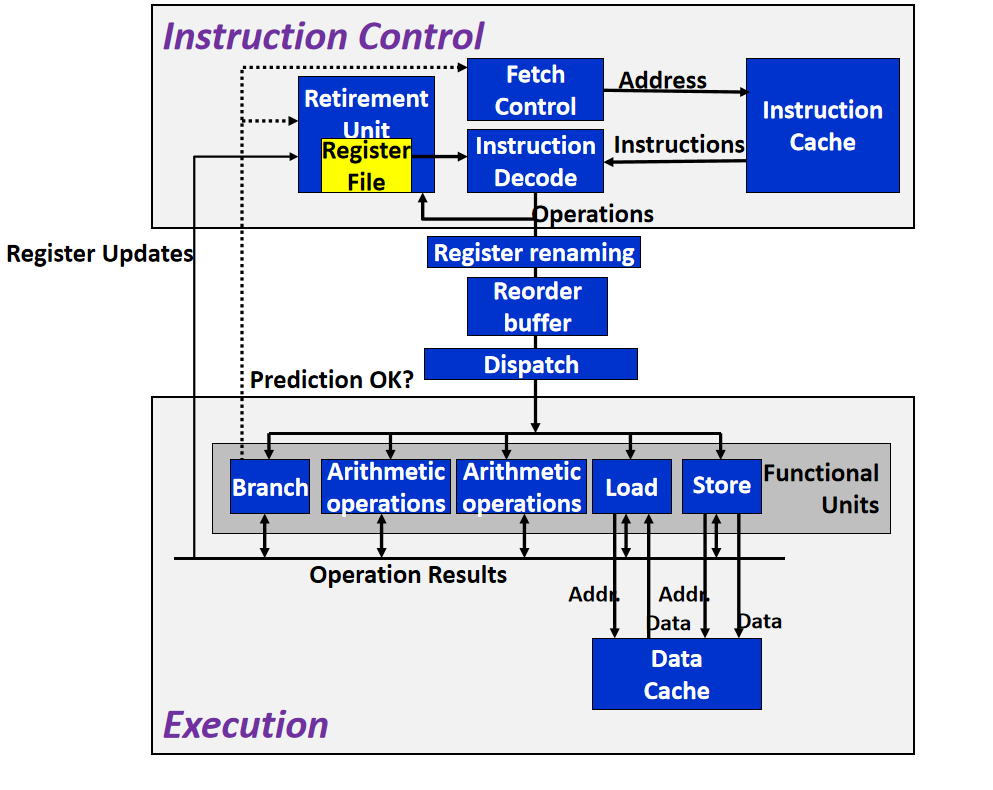 Instruction Control
Fetch
Control
Address
Instruction
Cache
Retirement
Unit
Register
File
Instruction
Decode
Instructions
Operations
Register Updates
Register renaming
Reorder
buffer
Dispatch
Prediction OK?
Branch
Arithmetic
operations
Arithmetic
operations
Load
Store
Functional
Units
Operation Results
Addr.
Addr.
Data
Data
Data
Cache
Execution